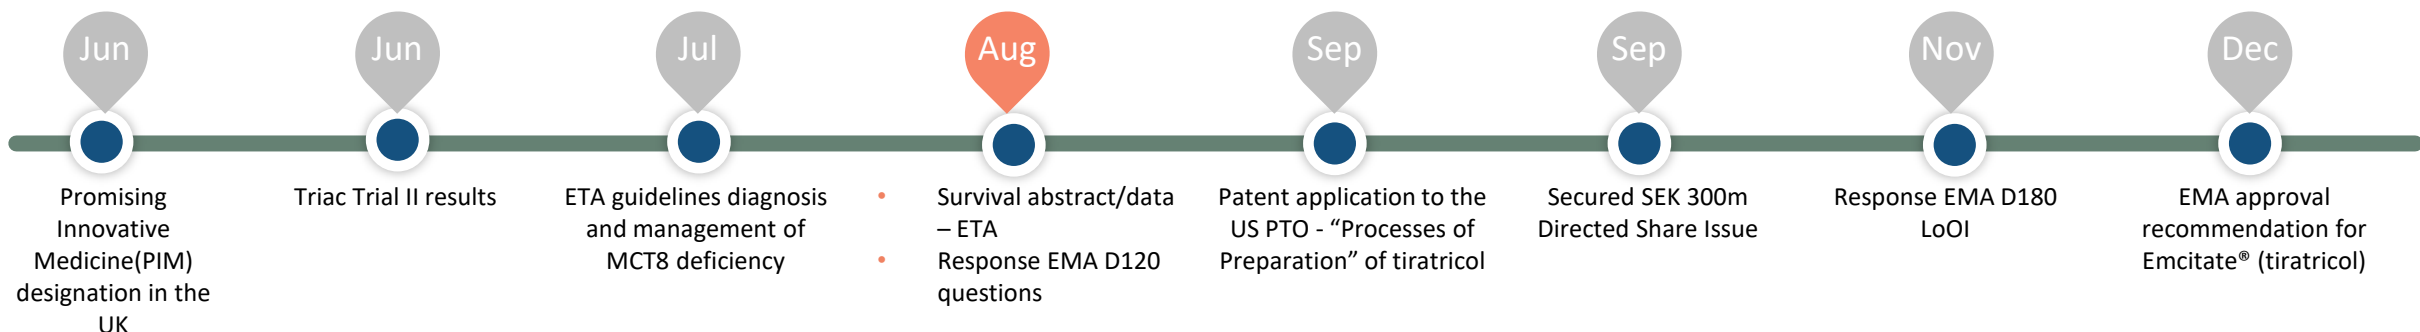 Jun
Jun
Jul
Aug
Sep
Sep
Nov
Dec
Promising
Innovative
Medicine(PIM)
designation in the
UK
Triac Trial II results
ETA guidelines diagnosis
and management of
MCT8 deficiency
• Survival abstract/data
– ETA
• Response EMA D120
questions
Patent application to the
US PTO - “Processes of
Preparation” of tiratricol
Secured SEK 300m
Directed Share Issue
Response EMA D180
LoOI
EMA approval
recommendation for
Emcitate® (tiratricol)